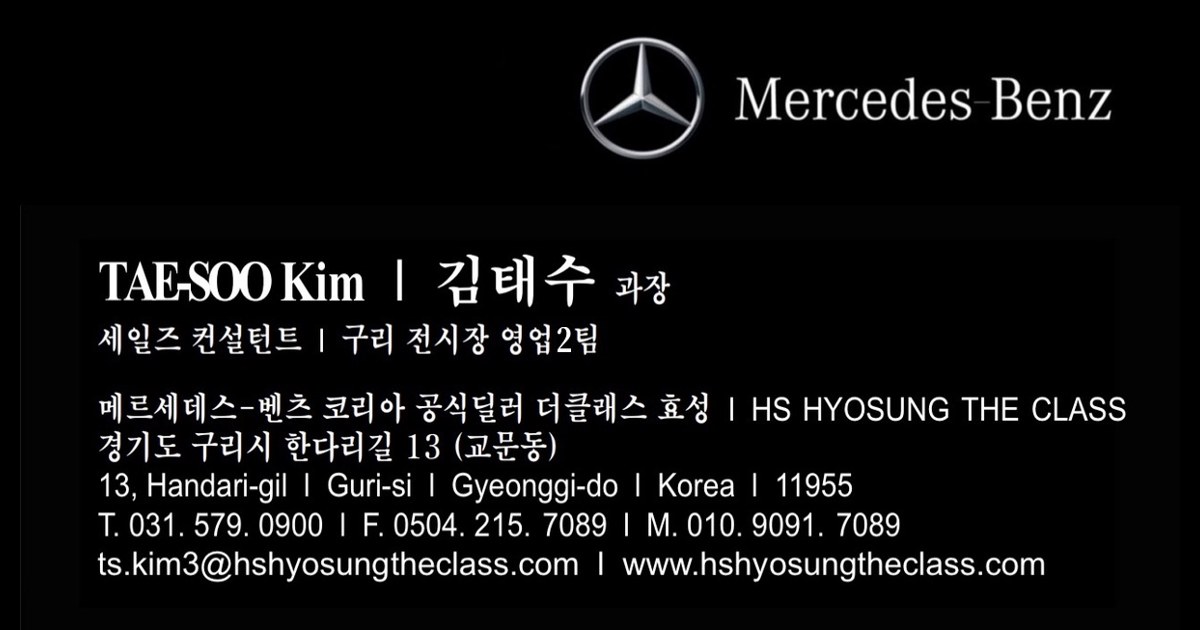 Mercedes-Benz
TAE-SOO Kim | 김태수 과장
세일즈 컨설턴트 | 구리 전시장 영업2팀
메르세데스-벤츠 코리아 공식딜러 더클래스 효성 | HS HYOSUNG THE CLASS
경기도 구리시 한다리길 13 (교문동)
13, Handari-gil | Guri-si | Gyeonggi-do | Korea | 11955
T. 031. 579. 0900 | F. 0504. 215. 7089 | M. 010. 9091. 7089
ts.kim3@hshyosungtheclass.com | www.hshyosungtheclass.com